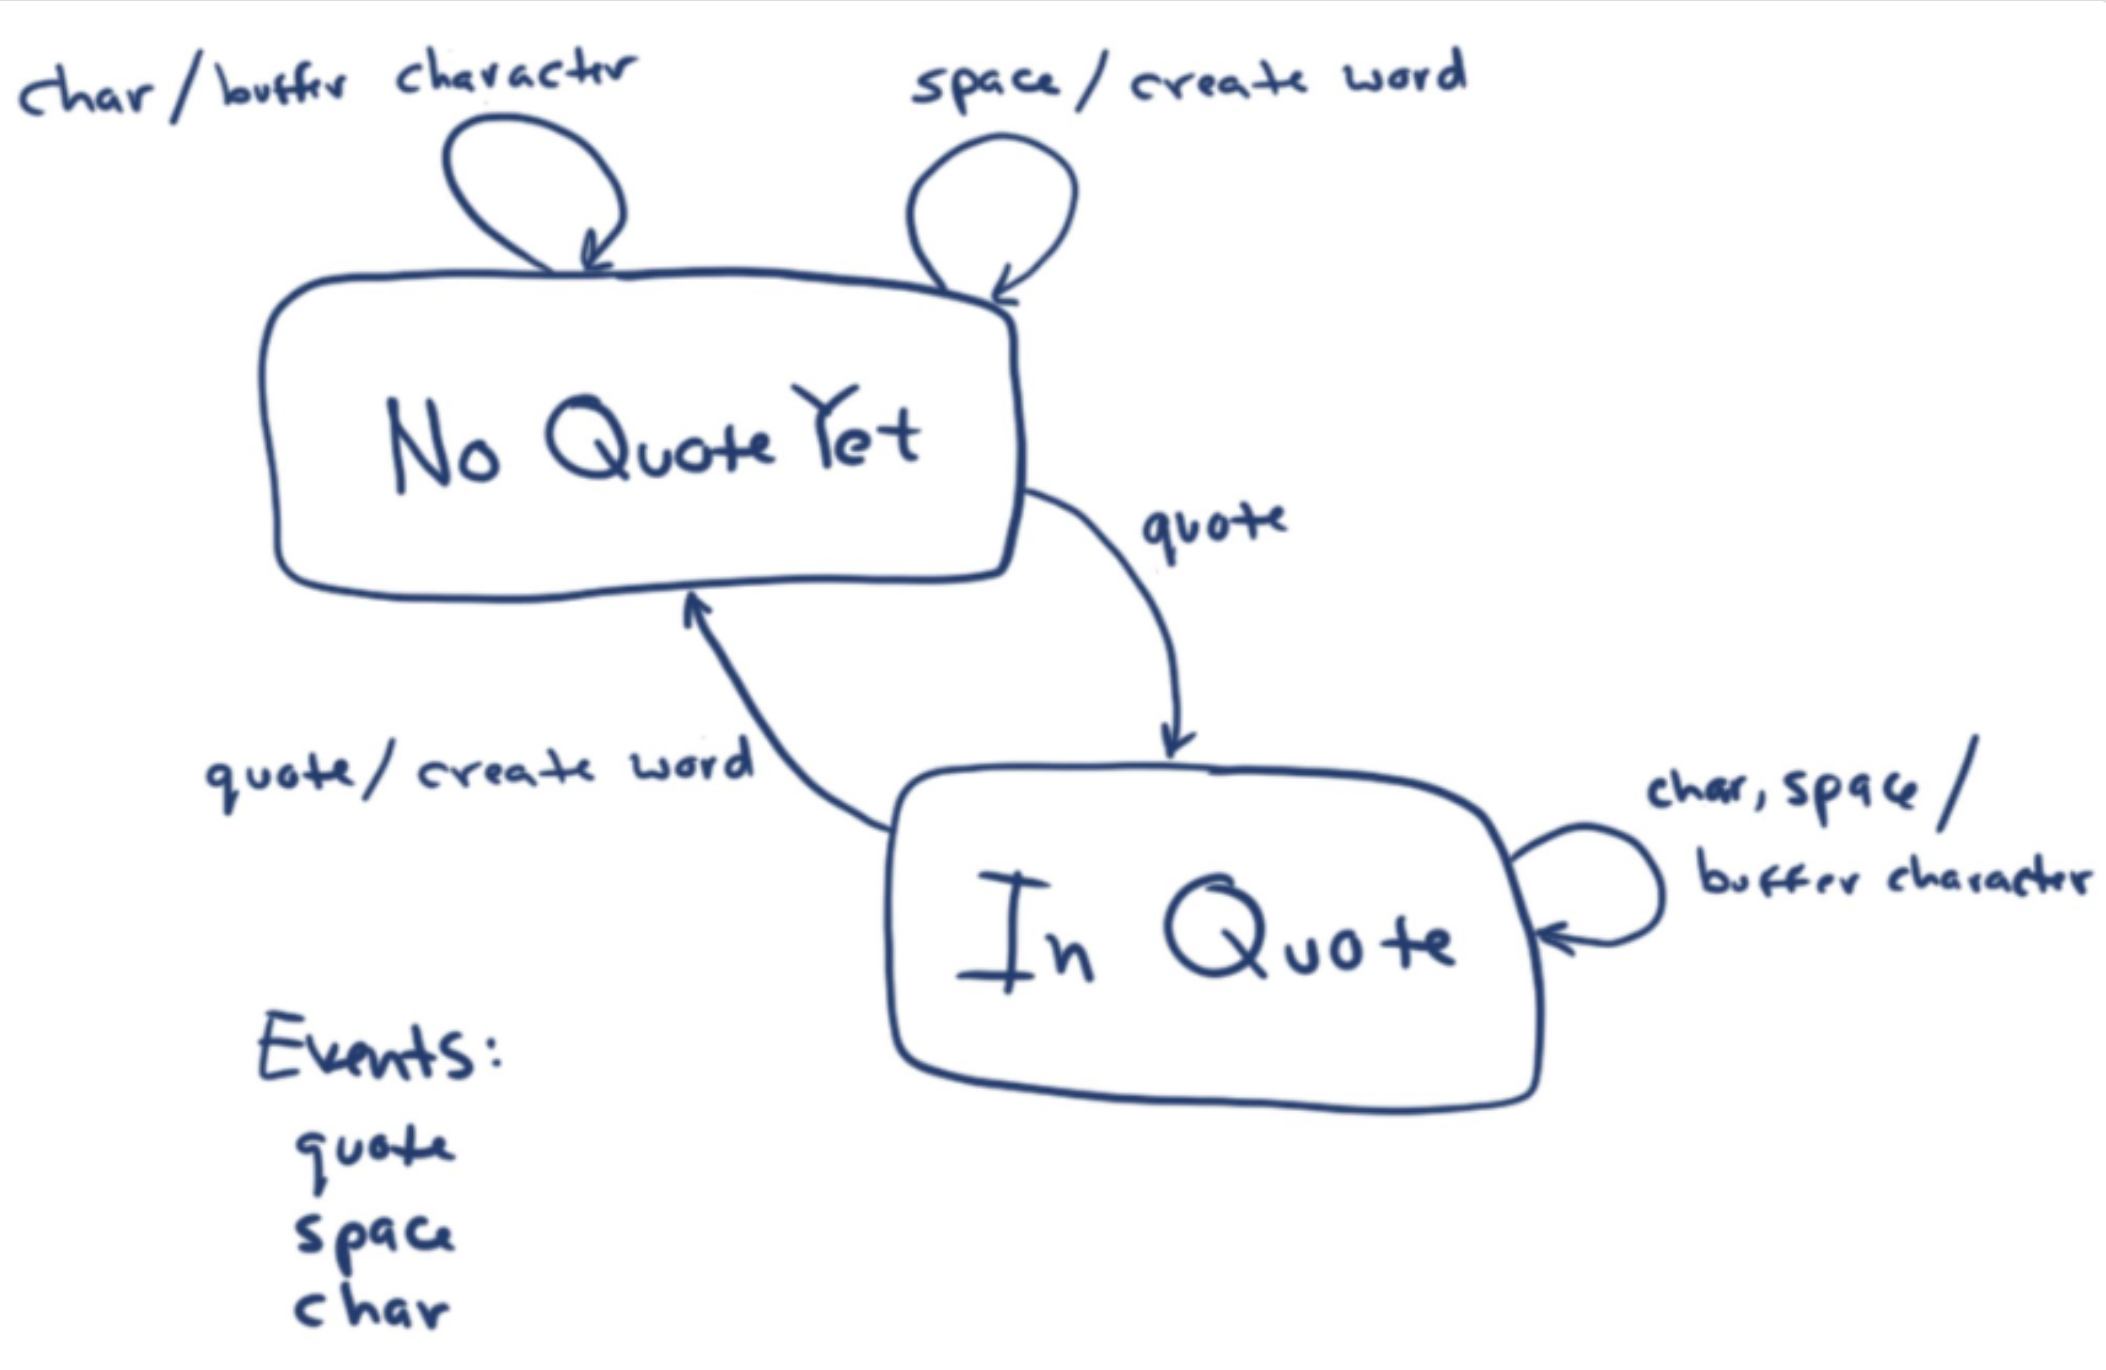 char / buffer character
space / create word
No Quote Yet
quote
quote / create word
char, space /
buffer character
In Quote
Events:
quote
space
char